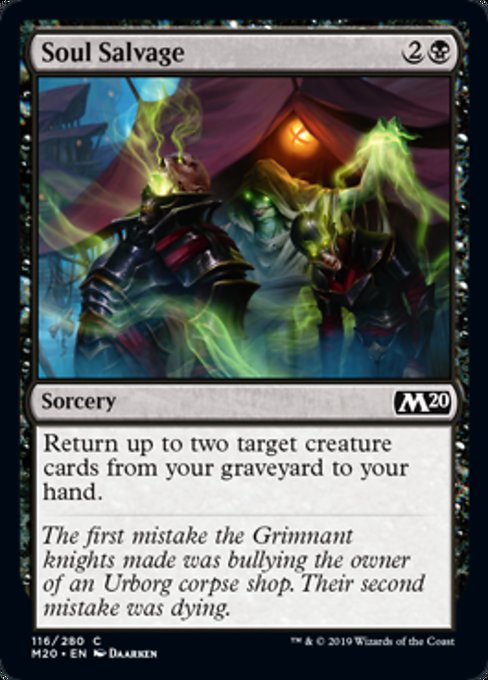 Soul Salvage 2
Sorcery M20
Return up to two target creature
cards from your graveyard to your
hand.
The first mistake the Grimnant
knights made was bullying the owner
of an Urborg corpse shop. Their second
mistake was dying.
116/280 C
M20 • EN DAARKEN
™ & © 2019 Wizards of the Coast